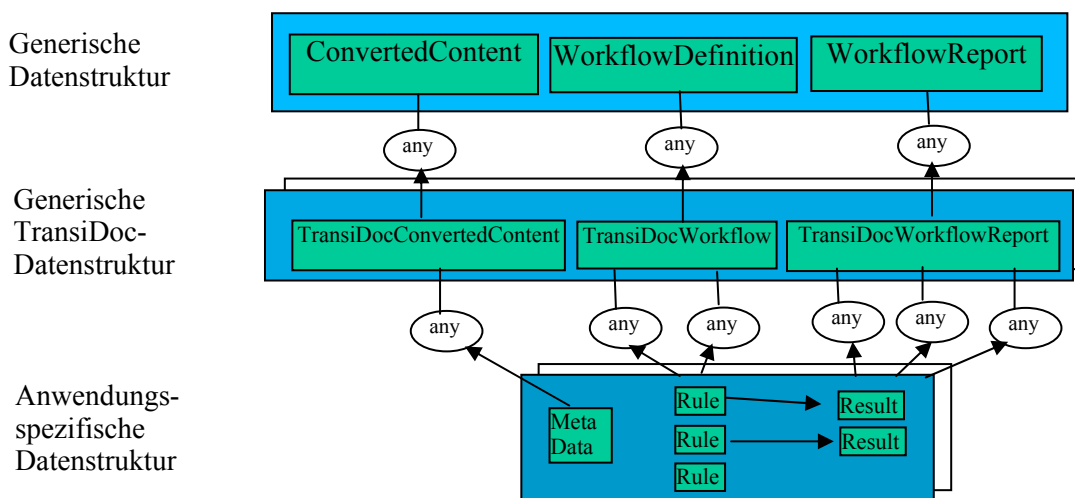 Generische
Datenstruktur
ConvertedContent
WorkflowDefinition
WorkflowReport
any
any
any
Generische
TransiDoc-
Datenstruktur
TransiDocConvertedContent
TransiDocWorkflow
TransiDocWorkflowReport
any
any
any
any
any
any
Anwendungs-
spezifische
Datenstruktur
Meta
Data
Rule
Result
Rule
Result
Rule